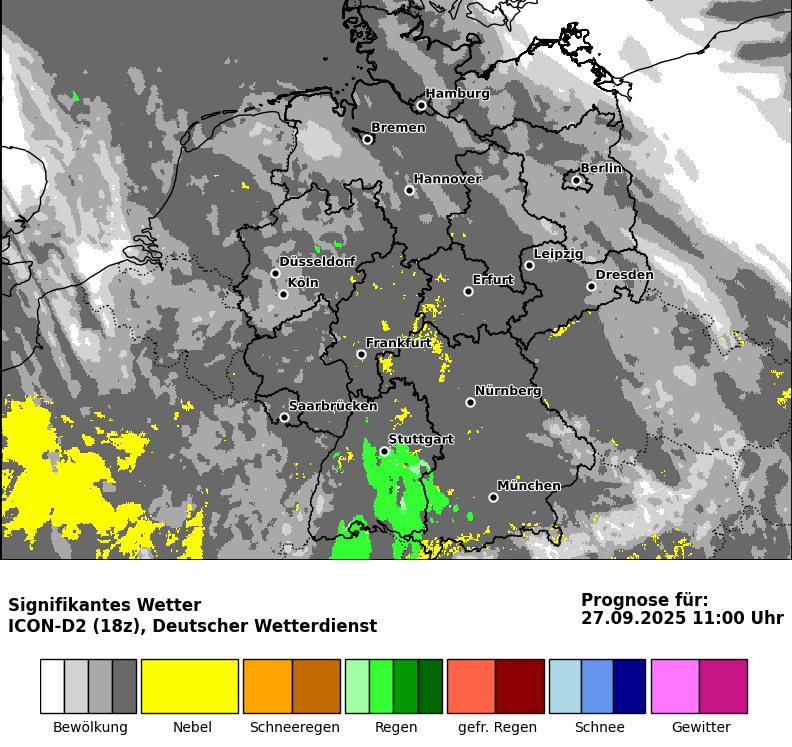 Hamburg
Bremen
Berlin
Hannover
Leipzig
Düsseldorf
Dresden
Köln
Erfurt
Frankfurt
Nürnberg
Saarbrücken
Stuttgart
München
Signifikantes Wetter
ICON-D2 (18z), Deutscher Wetterdienst
Prognose für:
27.09.2025 11:00 Uhr
Bewölkung
Nebel
Schneeregen
Regen
gefr. Regen
Schnee
Gewitter